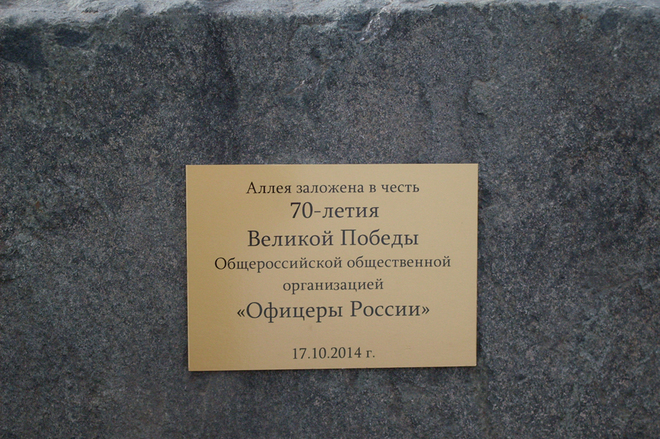 Аллея заложена в честь
70-летия
Великой Победы
Общероссийской общественной
организацией
«Офицеры России»
17.10.2014 г.